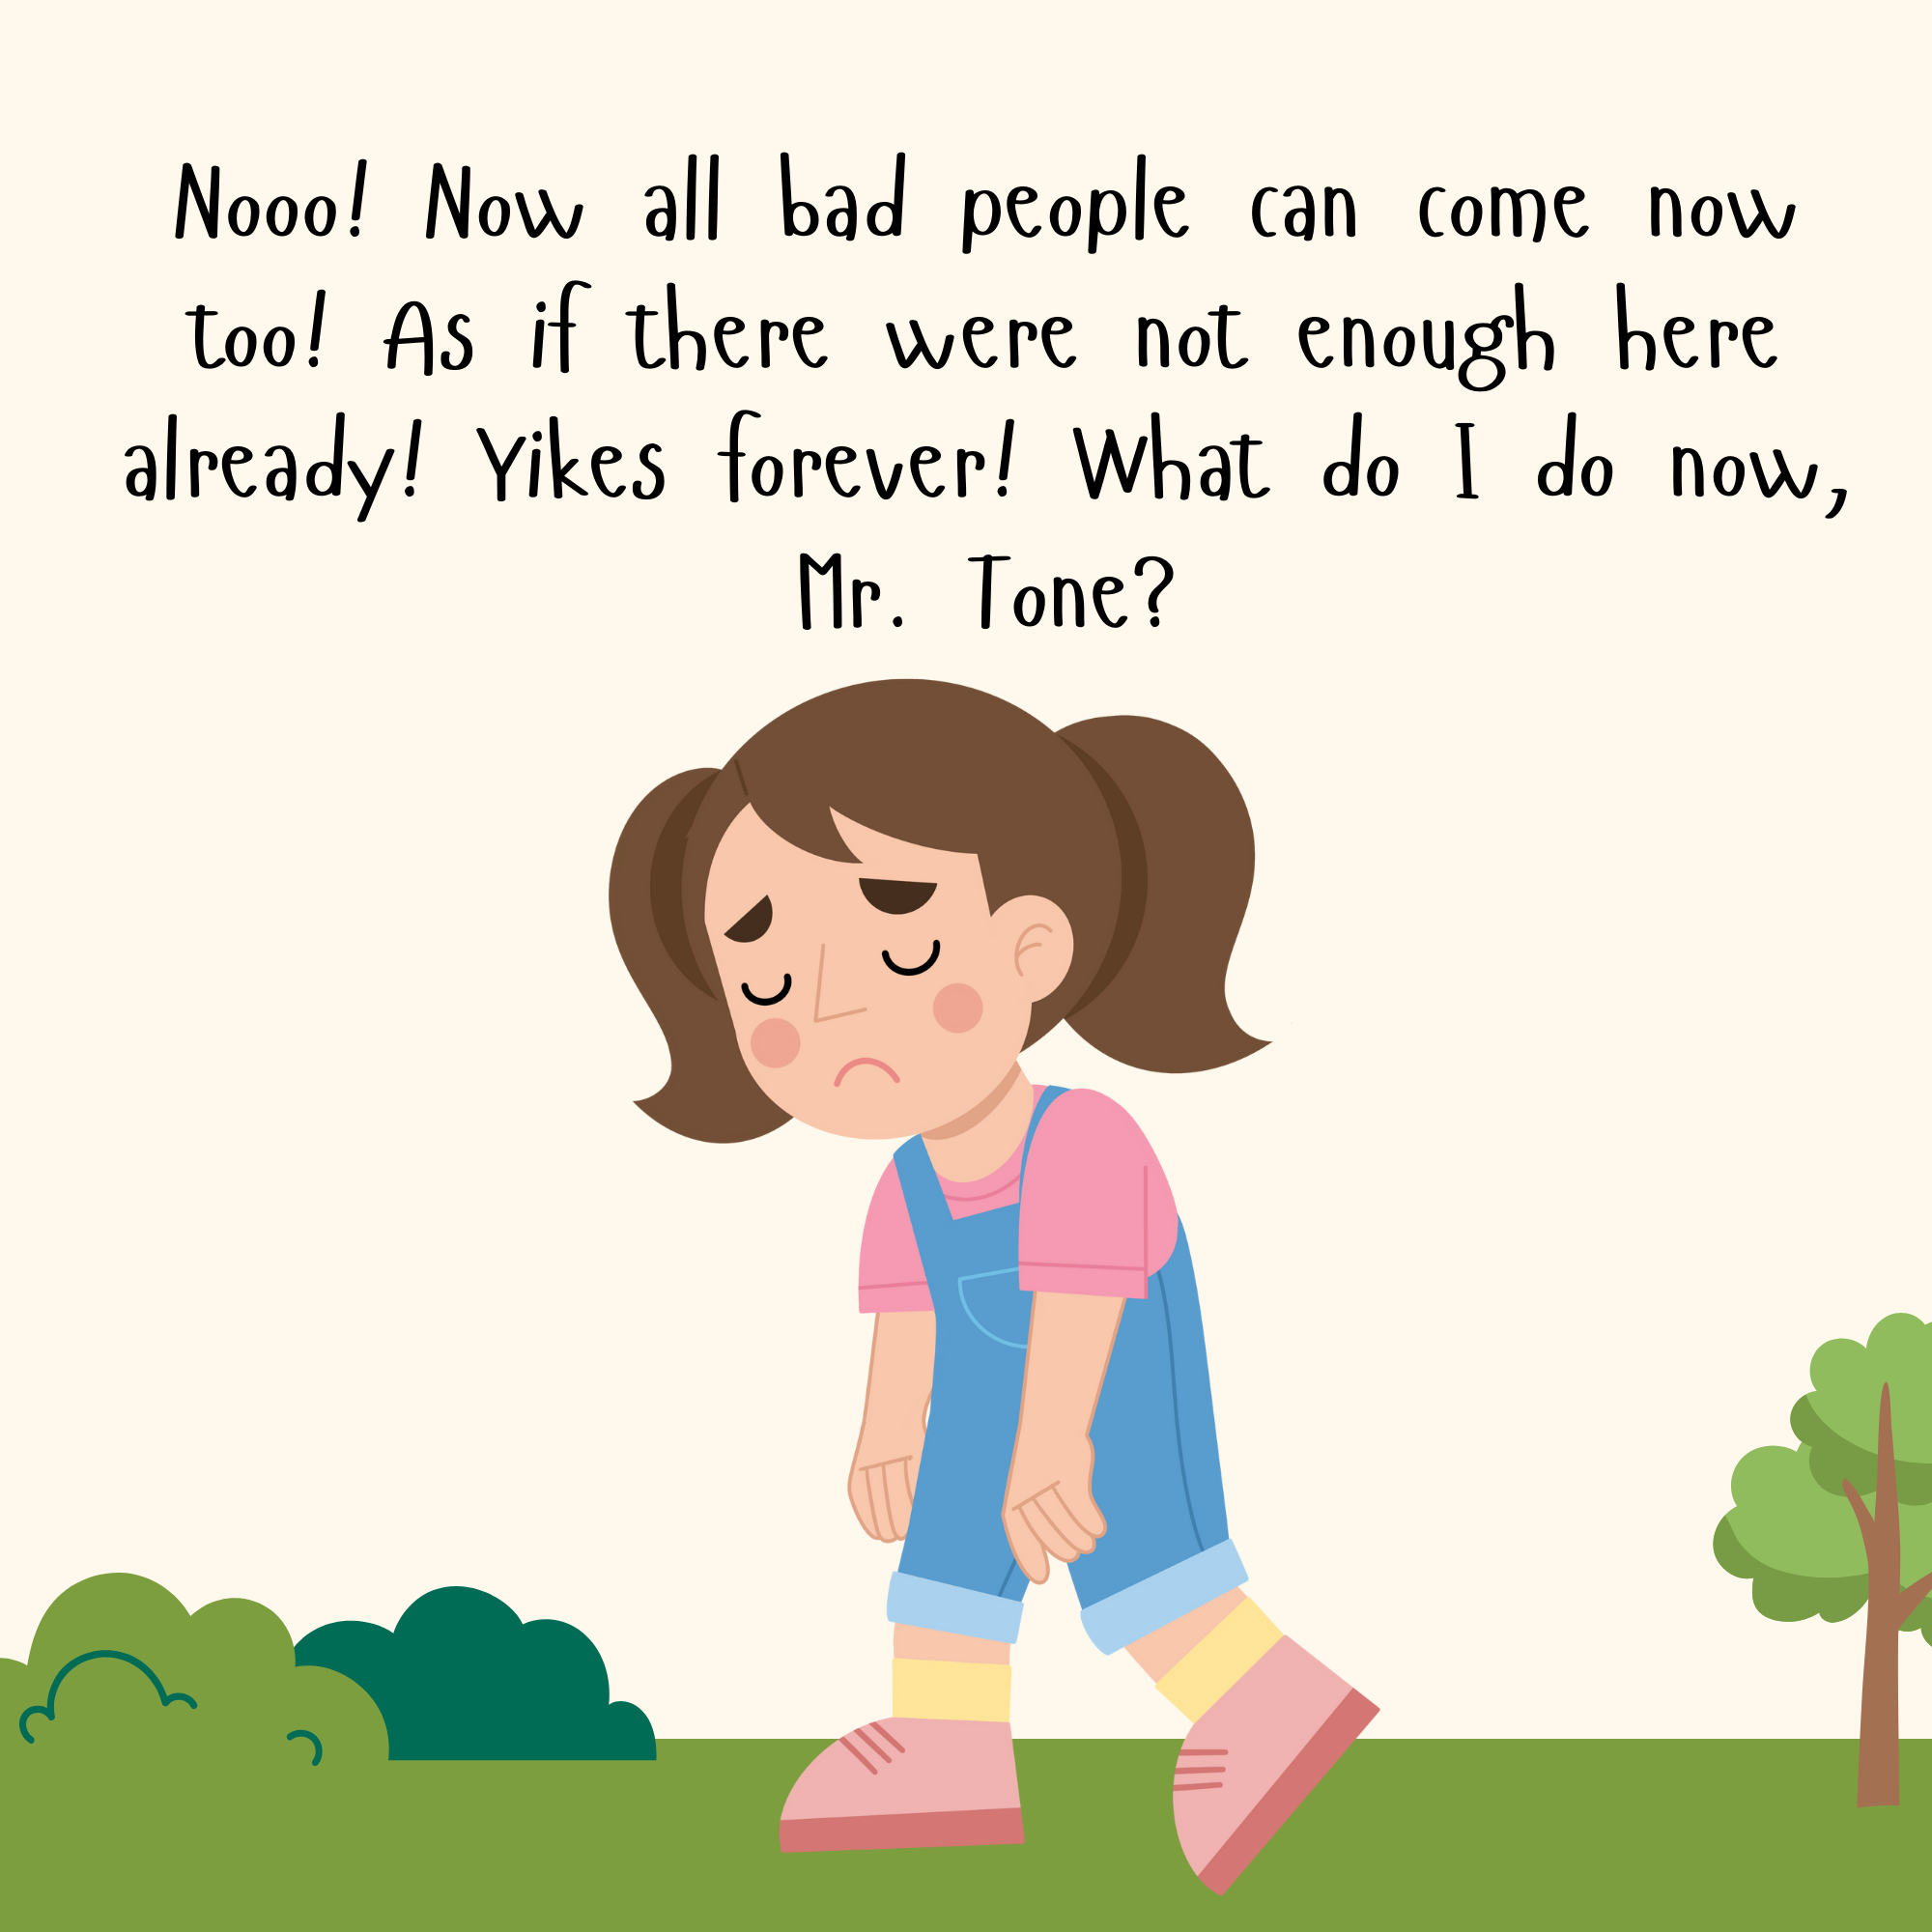 Nooo! Now all bad people can come now
too! As if there were not enough here
already! Yikes forever! What do I do now,
Mr. Tone?